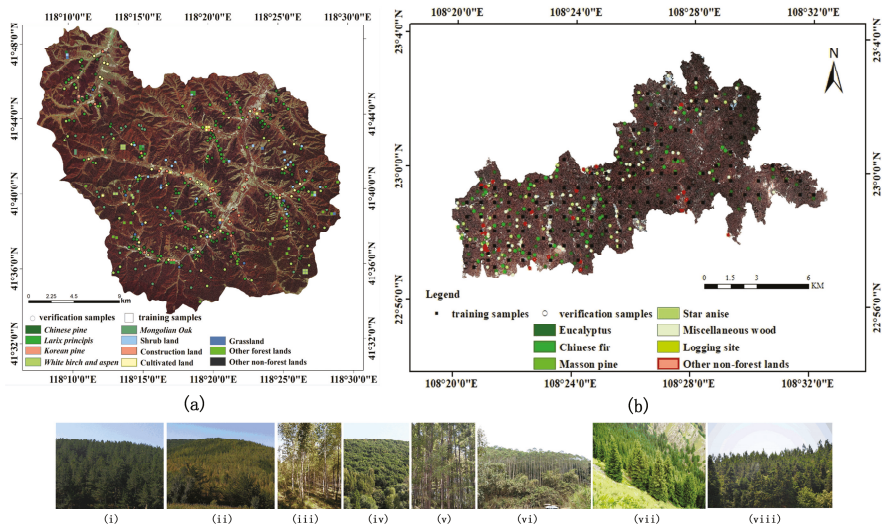 118°10'0"E 118°15'0"E 118°20'0"E 118°25'0"E 118°30'0"E
41°48'0"N
41°44'0"N
41°40'0"N
41°36'0"N
41°32'0"N
41°44'0"N
41°40'0"N
41°36'0"N
41°32'0"N
0 2.25 4.5 9
km
verification samples training samples
Chinese pine Mongolian Oak
Larix principis Shrub land Grassland
Korean pine Construction land Other forest lands
White birch and aspen Cultivated land Other non-forest lands
118°10'0"E 118°15'0"E 118°20'0"E 118°25'0"E 118°30'0"E
(a)
108°20'0"E 108°24'0"E 108°28'0"E 108°32'0"E
23°4'0"N
23°0'0"N
22°56'0"N
23°4'0"N
23°0'0"N
22°56'0"N
N
0 1.5 3 6
KM
Legend
training samples verification samples Star anise
Eucalyptus Miscellaneous wood
Chinese fir Logging site
Masson pine Other non-forest lands
108°20'0"E 108°24'0"E 108°28'0"E 108°32'0"E
(b)
(i) (ii) (iii) (iv) (v) (vi) (vii) (viii)